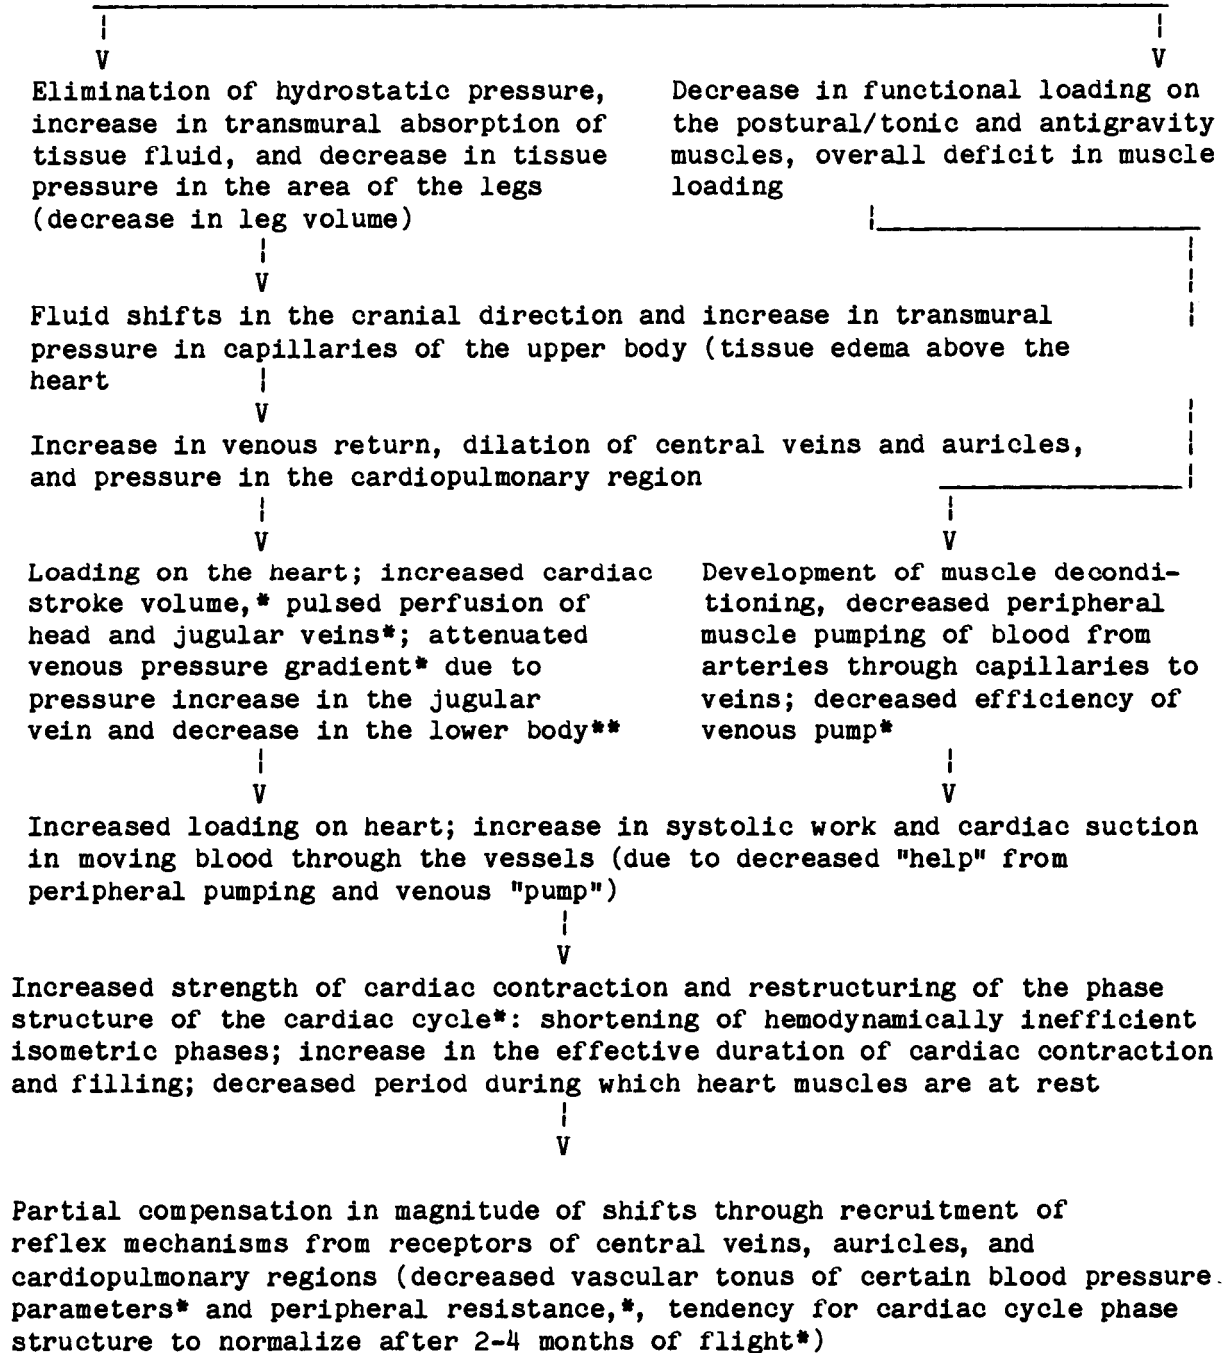 Elimination of hydrostatic pressure,
increase in transmural absorption of
tissue fluid, and decrease in tissue
pressure in the area of the legs
(decrease in leg volume)
Decrease in functional loading on
the postural/tonic and antigravity
muscles, overall deficit in muscle
loading
Fluid shifts in the cranial direction and increase in transmural
pressure in capillaries of the upper body (tissue edema above the
heart
Increase in venous return, dilation of central veins and auricles,
and pressure in the cardiopulmonary region
Loading on the heart; increased cardiac
stroke volume,* pulsed perfusion of
head and jugular veins*; attenuated
venous pressure gradient* due to
pressure increase in the jugular
vein and decrease in the lower body**
Development of muscle decondi-
tioning, decreased peripheral
muscle pumping of blood from
arteries through capillaries to
veins; decreased efficiency of
venous pump*
Increased loading on heart; increase in systolic work and cardiac suction
in moving blood through the vessels (due to decreased "help" from
peripheral pumping and venous "pump")
Increased strength of cardiac contraction and restructuring of the phase
structure of the cardiac cycle*: shortening of hemodynamically inefficient
isometric phases; increase in the effective duration of cardiac contraction
and filling; decreased period during which heart muscles are at rest
Partial compensation in magnitude of shifts through recruitment of
reflex mechanisms from receptors of central veins, auricles, and
cardiopulmonary regions (decreased vascular tonus of certain blood pressure
parameters* and peripheral resistance,*, tendency for cardiac cycle phase
structure to normalize after 2-4 months of flight*)